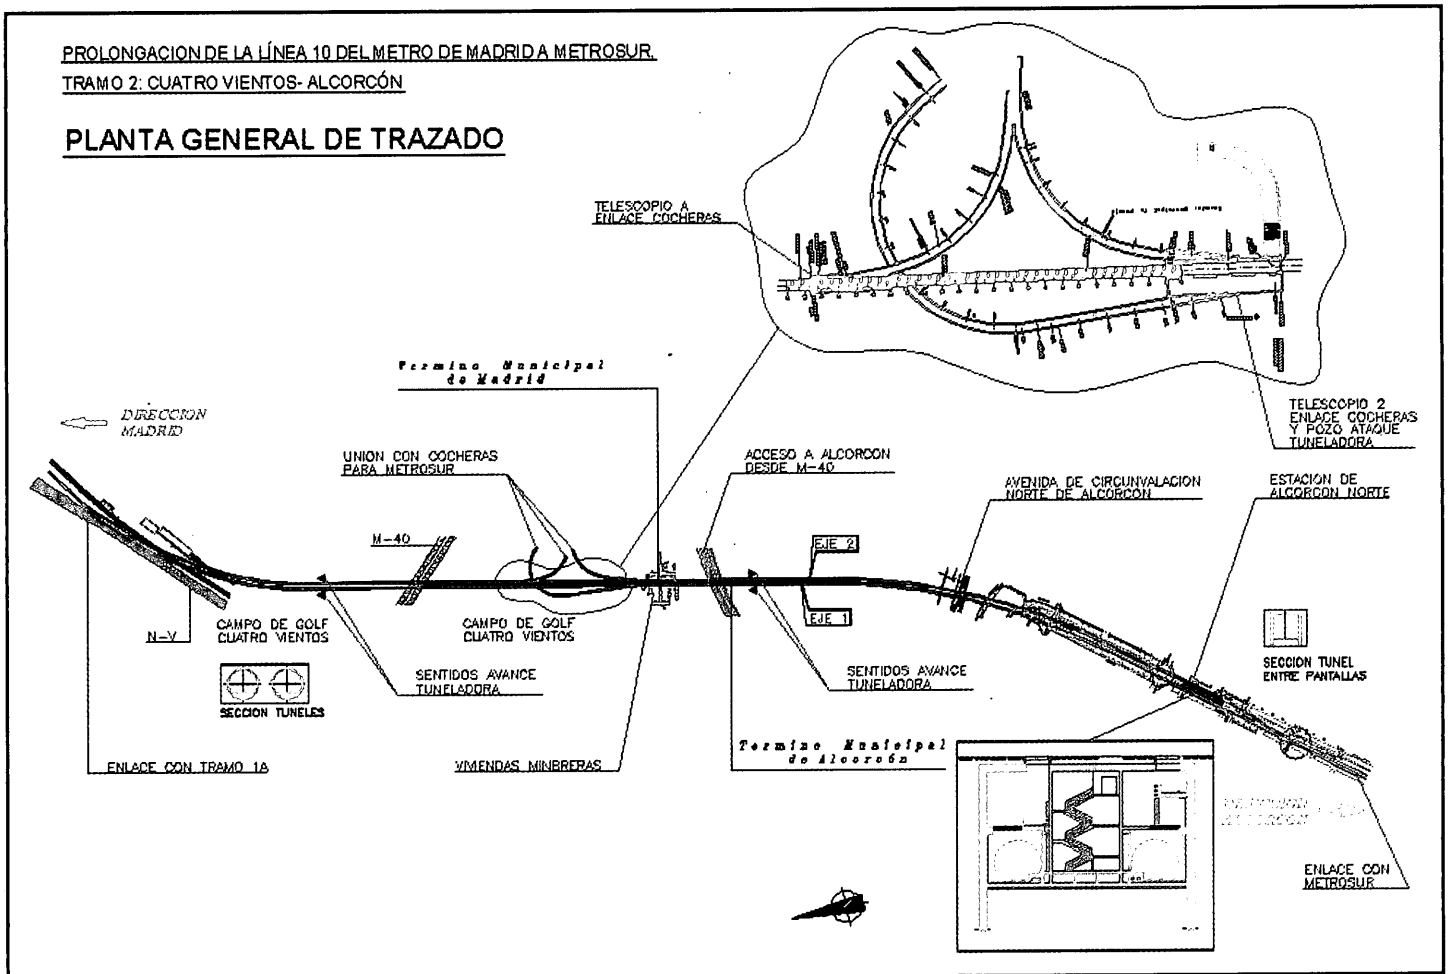 PROLONGACION DE LA LÍNEA 10 DEL METRO DE MADRID A METROSUR.
TRAMO 2: CUATRO VIENTOS- ALCORCÓN
PLANTA GENERAL DE TRAZADO
TELESCOPIO A
ENLACE COCHERAS
Termino Municipal
de Madrid
TELESCOPIO 2
ENLACE COCHERAS
Y POZO ATAQUE
TUNELADORA
DIRECCION
MADRID
UNION CON COCHERAS
PARA METROSUR
ACCESO A ALCORCON
DESDE M-40
AVENIDA DE CIRCUNVALACION
NORTE DE ALCORCON
ESTACION DE
ALCORCON NORTE
M-40
EJE 2
EJE 1
N-V
CAMPO DE GOLF
CUATRO VIENTOS
CAMPO DE GOLF
CUATRO VIENTOS
SENTIDOS AVANCE
TUNELADORA
SENTIDOS AVANCE
TUNELADORA
SECCION TUNEL
ENTRE PANTALLAS
SECCION TUNELES
ENLACE CON TRAMO 1A
VIVIENDAS MINBRERAS
Termino Municipal
de Alcorcón
DIRECCION
ALCORCON
ENLACE CON
METROSUR